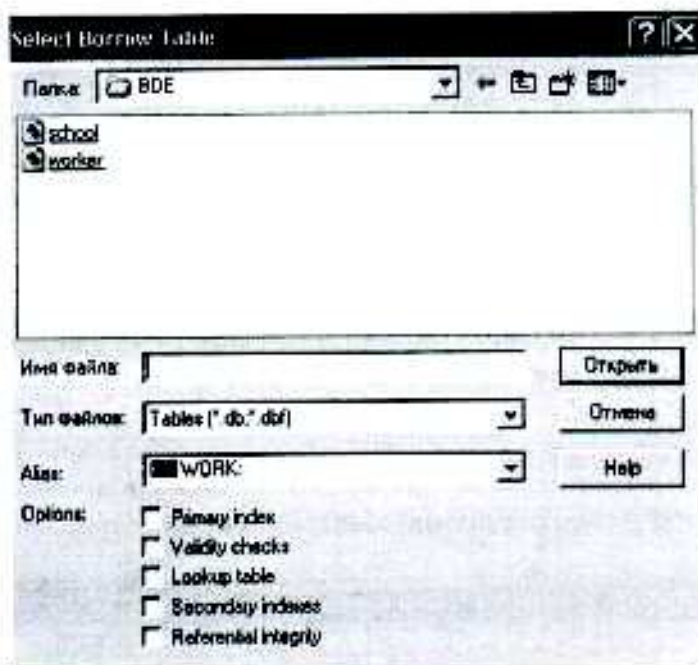 Select Borrow Table
Папка: BDE
school
worker
Имя файла:
Открыть
Тип файлов: Tables (*.db;*.dbf)
Отмена
Alias: WORK:
Help
Options:
Primary index
Validity checks
Lookup table
Secondary indexes
Referential integrity